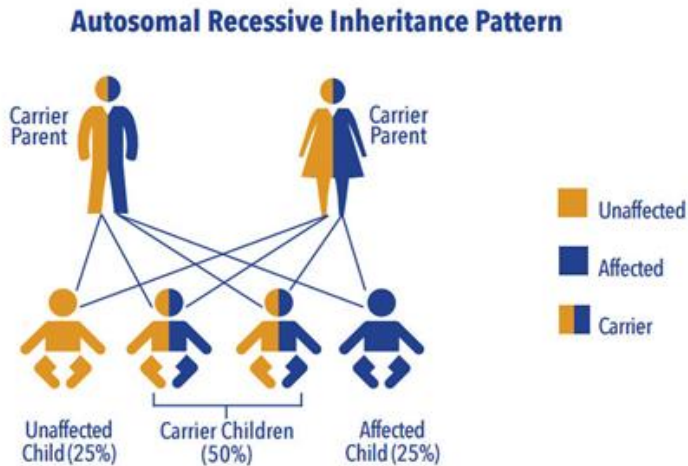 Autosomal Recessive Inheritance Pattern
Carrier
Parent
Carrier
Parent
Unaffected
Affected
Carrier
Unaffected
Child (25%)
Carrier Children
(50%)
Affected
Child (25%)